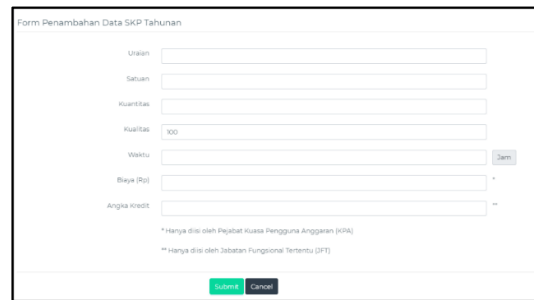 Form Penambahan Data SKP Tahunan
Uraian
Satuan
Kuantitas
Kualitas 100
Waktu Jam
Biaya (Rp) *
Angka Kredit **
* Hanya diisi oleh Pejabat Kuasa Pengguna Anggaran (KPA)
** Hanya diisi oleh Jabatan Fungsional Tertentu (JFT)
Submit Cancel